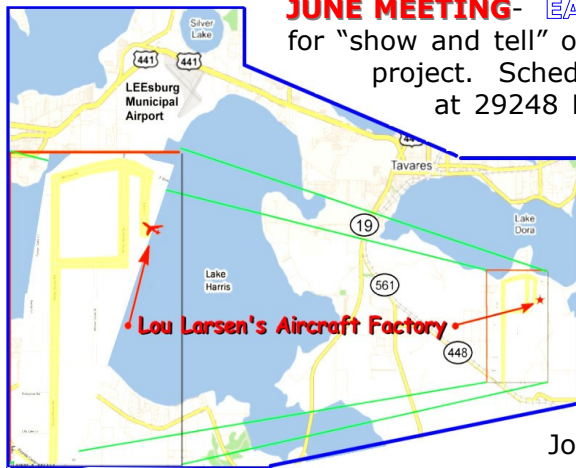 JUNE MEETING- EA
for “show and tell” o
project. Sched
at 29248
Silver
Lake
441
441
LEEsburg
Municipal
Airport
Tavares
19
Lake
Dora
Lake
Harris
561
Lou Larsen's Aircraft Factory
448
Jo